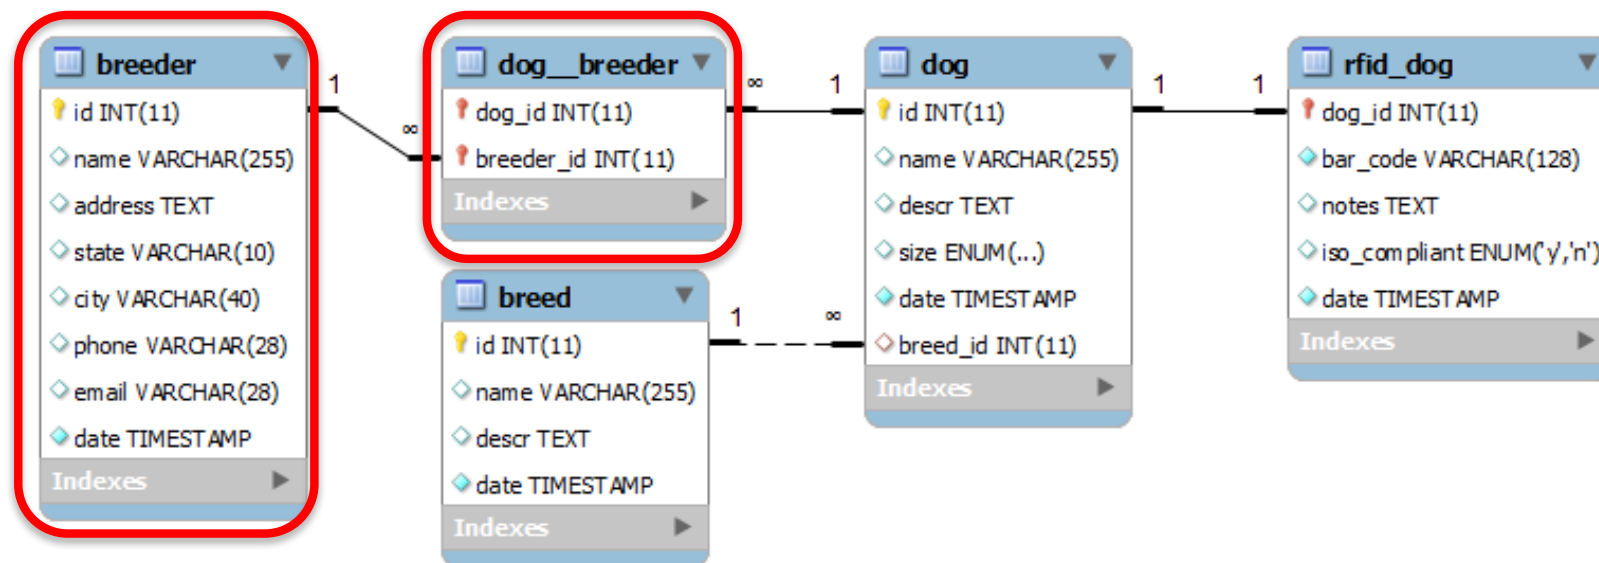 breeder
id INT(11)
name VARCHAR(255)
address TEXT
state VARCHAR(10)
city VARCHAR(40)
phone VARCHAR(28)
email VARCHAR(28)
date TIMESTAMP
Indexes
1
∞
dog__breeder
dog_id INT(11)
breeder_id INT(11)
Indexes
∞
1
breed
id INT(11)
name VARCHAR(255)
descr TEXT
date TIMESTAMP
Indexes
1
∞
dog
id INT(11)
name VARCHAR(255)
descr TEXT
size ENUM(...)
date TIMESTAMP
breed_id INT(11)
Indexes
1
1
rfid_dog
dog_id INT(11)
bar_code VARCHAR(128)
notes TEXT
iso_compliant ENUM('y','n')
date TIMESTAMP
Indexes